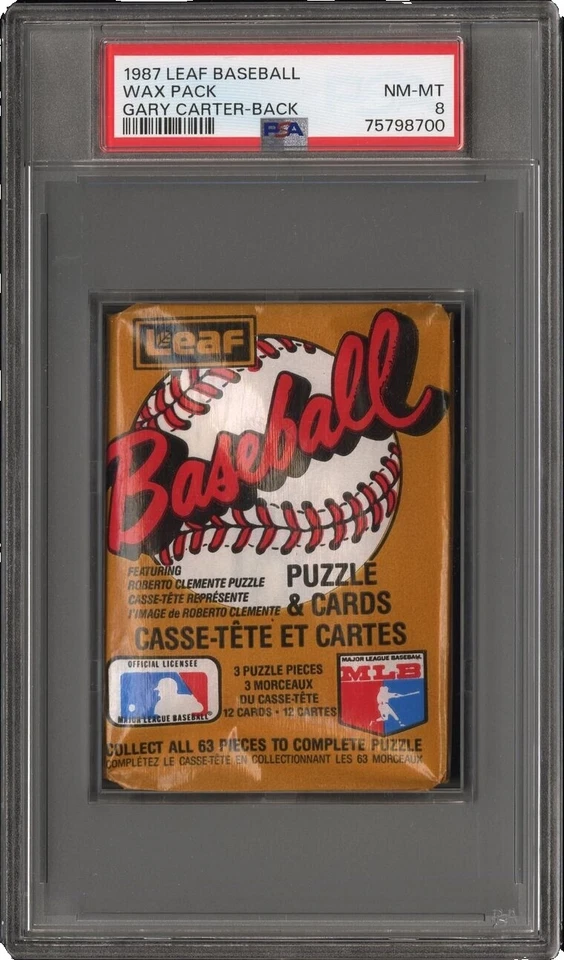 1987 LEAF BASEBALL
WAX PACK NM-MT
GARY CARTER-BACK 8
PSA 75798700
Leaf
Baseball
FEATURING
ROBERTO CLEMENTE PUZZLE
CASSE-TÊTE REPRÉSENTE
l'IMAGE de ROBERTO CLEMENTE
PUZZLE
& CARDS
CASSE-TÊTE ET CARTES
OFFICIAL LICENSEE
MAJOR LEAGUE BASEBALL
3 PUZZLE PIECES
3 MORCEAUX
DU CASSE-TÊTE
12 CARDS • 12 CARTES
MAJOR LEAGUE BASEBALL
MLB
COLLECT ALL 63 PIECES TO COMPLETE PUZZLE
COMPLÉTEZ LE CASSE-TÊTE EN COLLECTIONNANT LES 63 MORCEAUX